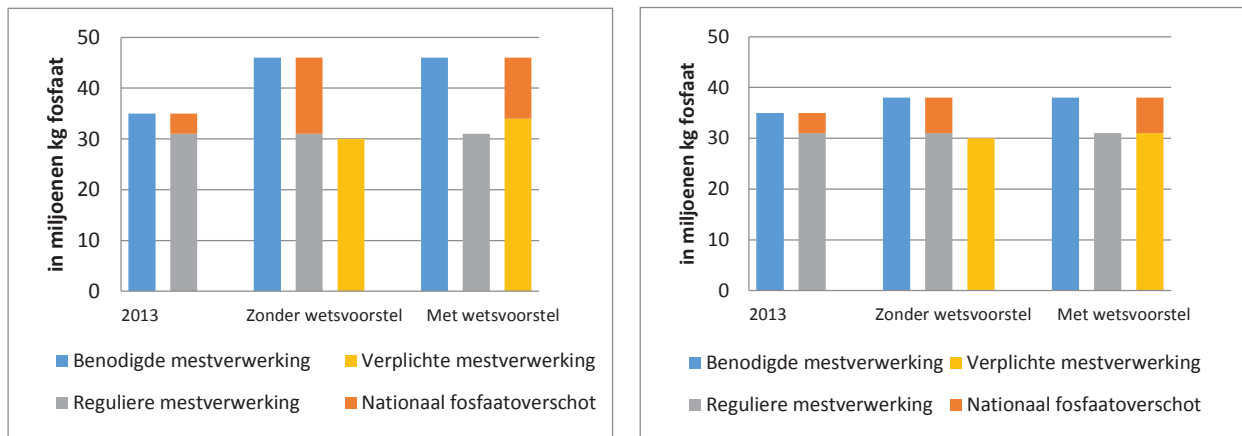 in miljoenen kg fosfaat
50
40
30
20
10
0
2013 Zonder wetsvoorstel Met wetsvoorstel
Benodigde mestverwerking Verplichte mestverwerking
Reguliere mestverwerking Nationaal fosfaatoverschot
in miljoenen kg fosfaat
50
40
30
20
10
0
2013 Zonder wetsvoorstel Met wetsvoorstel
Benodigde mestverwerking Verplichte mestverwerking
Reguliere mestverwerking Nationaal fosfaatoverschot